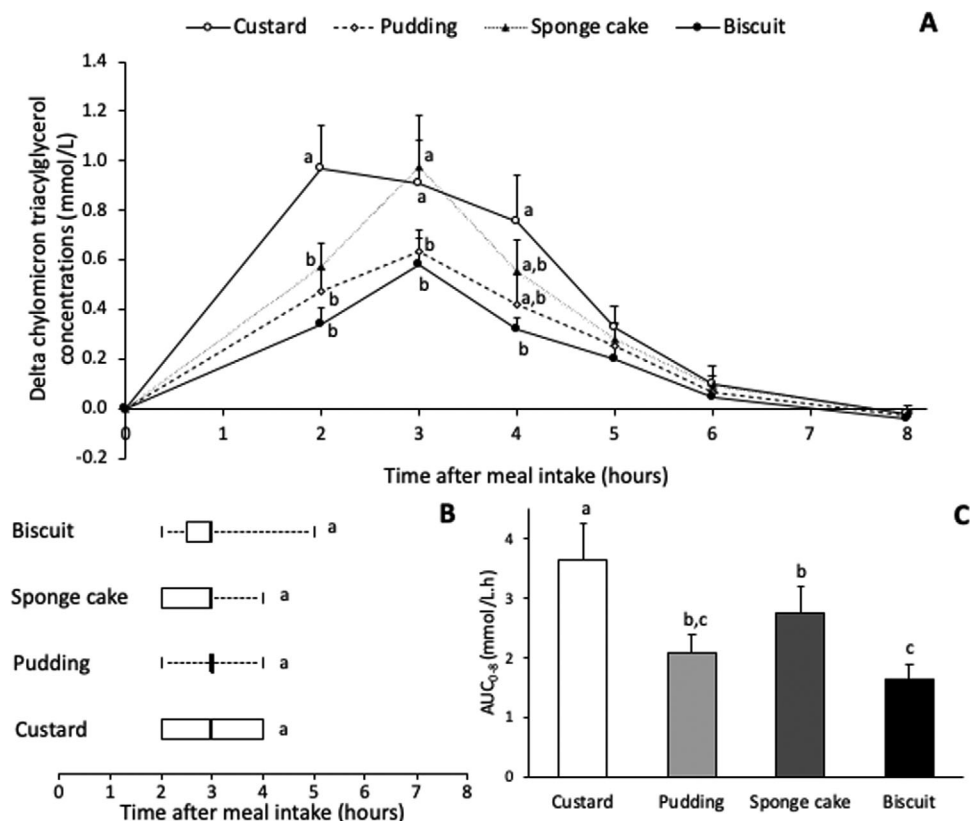 Custard Pudding Sponge cake Biscuit
A
Delta chylomicron triacylglycerol
concentrations (mmol/L)
1.4
1.2
1.0
0.8
0.6
0.4
0.2
0.0
-0.2
a
a
a
a
b
b
b
b
b
a,b
a,b
b
0 1 2 3 4 5 6 7 8
Time after meal intake (hours)
B
Biscuit a
Sponge cake a
Pudding a
Custard a
0 1 2 3 4 5 6 7 8
Time after meal intake (hours)
C
AUC0-8 (mmol/L.h)
4
3
2
1
0
a
b,c
b
c
Custard Pudding Sponge cake Biscuit